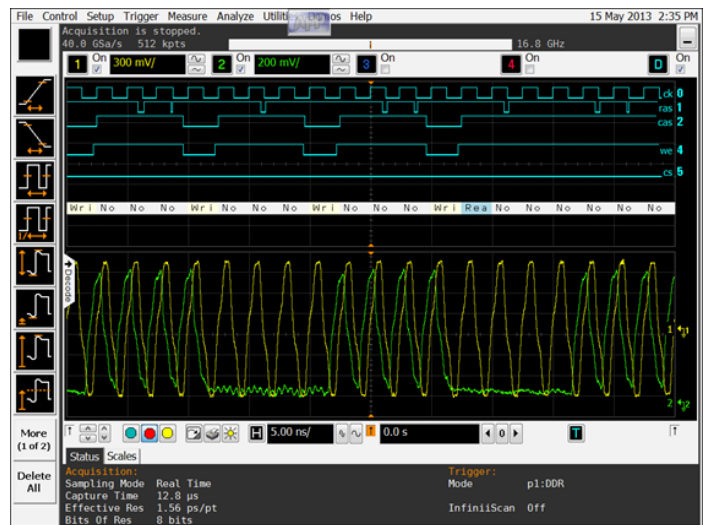 File Control Setup Trigger Measure Analyze Utilities Demos Help 15 May 2013 2:35 PM
Acquisition is stopped.
40.0 GSa/s 512 kpts 16.8 GHz
1 On 300 mV/ 2 On 200 mV/ 3 On 4 On D On
ck 0
ras 1
cas 2
we 4
cs 5
Wri No No No Wri No No No Wri No No No Wri Rea No No No No No No
Decode
1
2
H 5.00 ns/ 0.0 s 0 T
More
(1 of 2)
Delete
All
Status Scales
Acquisition:
Sampling Mode Real Time
Capture Time 12.8 µs
Effective Res 1.56 ps/pt
Bits Of Res 8 bits
Trigger:
Mode p1:DDR
InfiniiScan Off